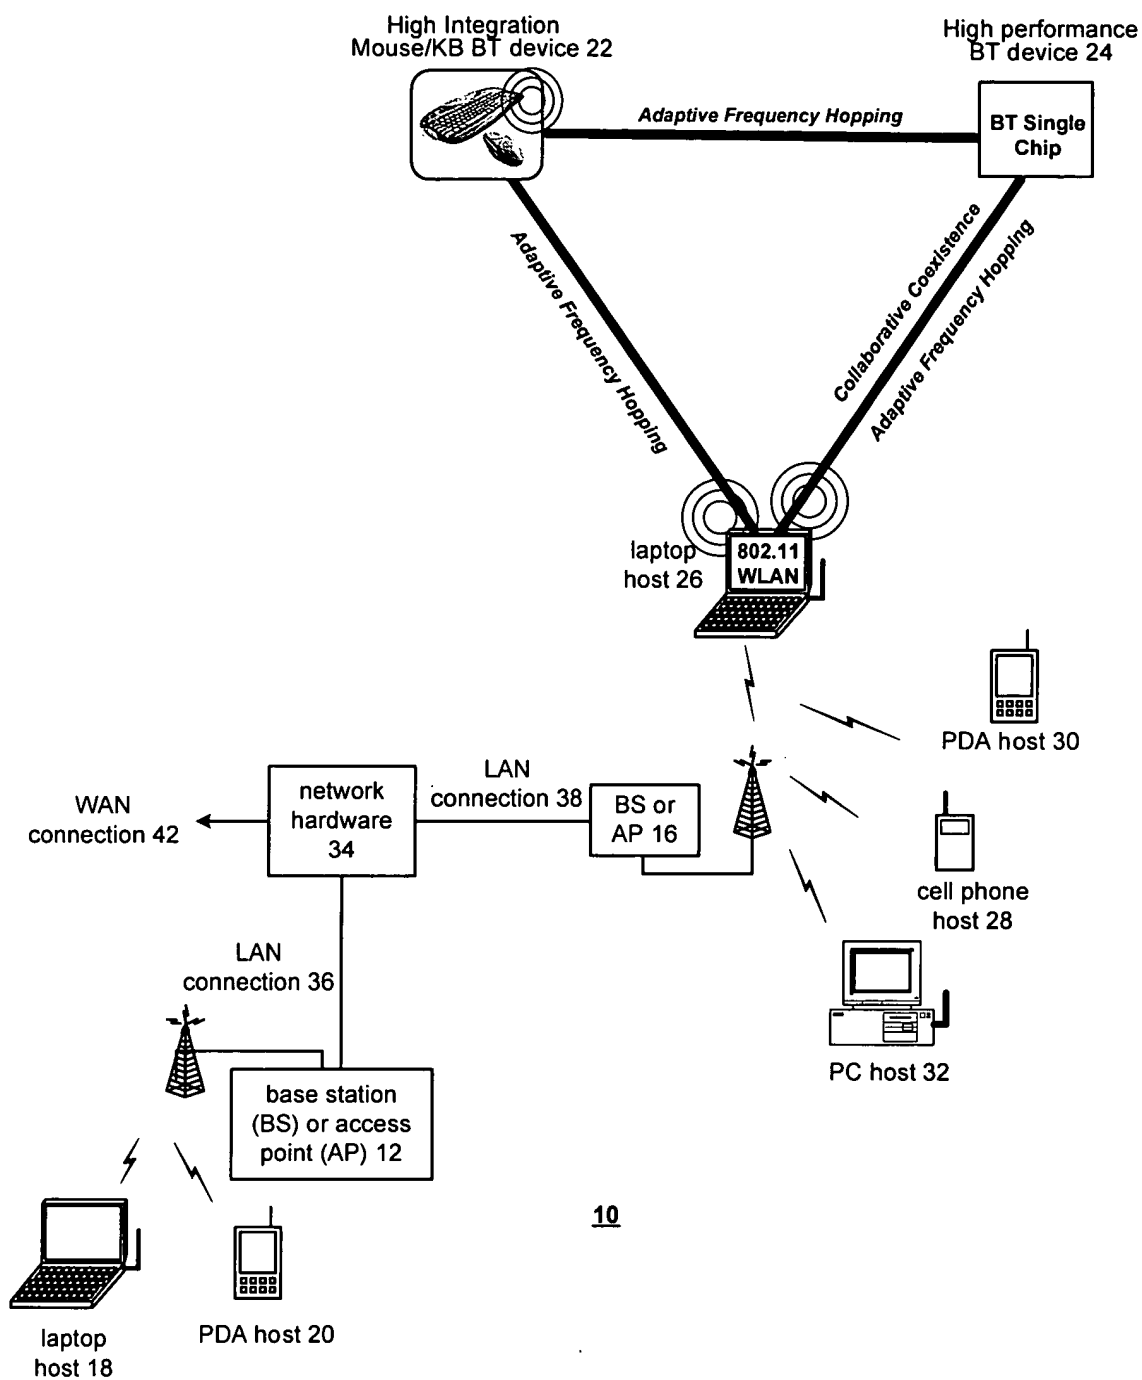 High Integration
Mouse/KB BT device 22
High performance
BT device 24
Adaptive Frequency Hopping
BT Single
Chip
Adaptive Frequency Hopping
Collaborative Coexistence
Adaptive Frequency Hopping
laptop
host 26
802.11
WLAN
PDA host 30
LAN
connection 38
WAN
connection 42
network
hardware
34
BS or
AP 16
cell phone
host 28
LAN
connection 36
PC host 32
base station
(BS) or access
point (AP) 12
10
PDA host 20
laptop
host 18